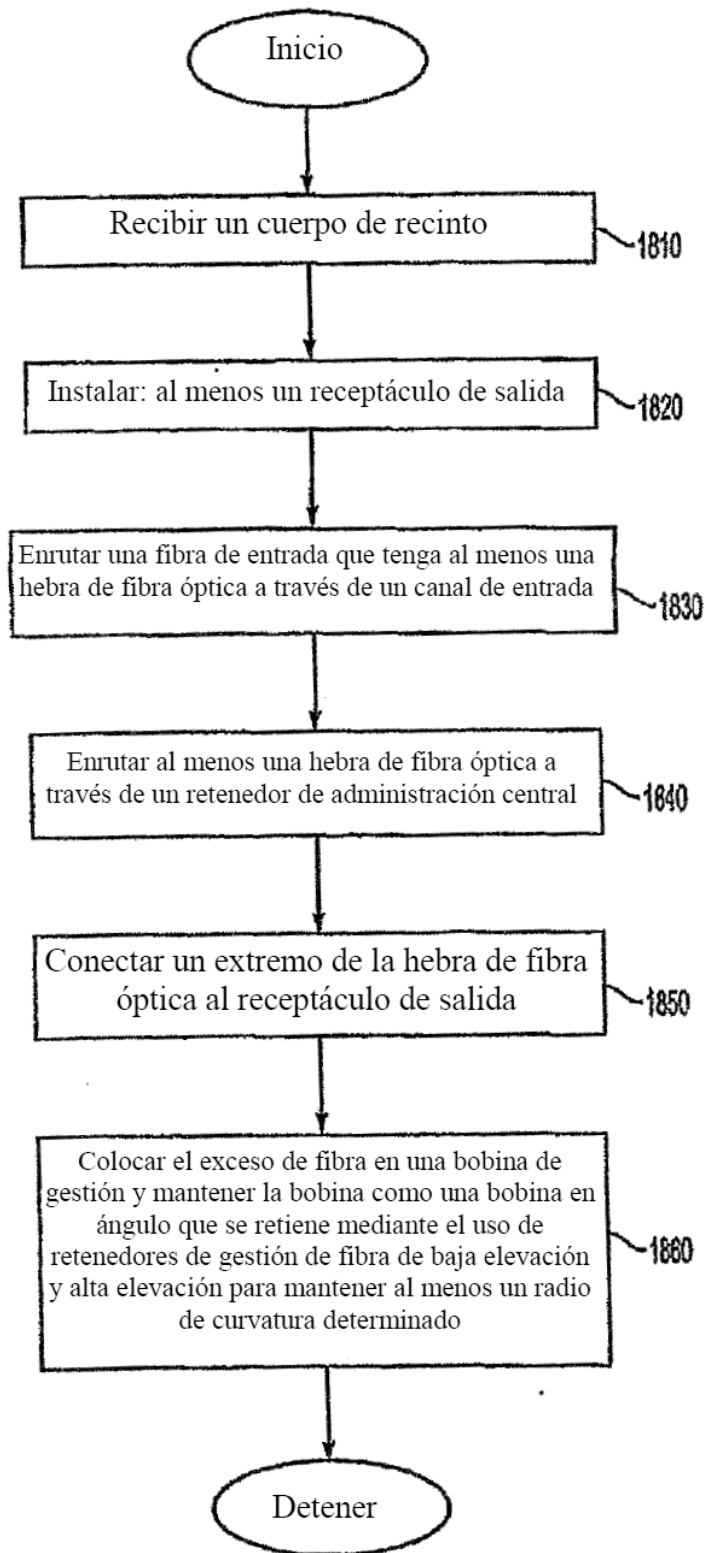 Inicio
Recibir un cuerpo de recinto
1810
Instalar: al menos un receptáculo de salida
1820
Enrutar una fibra de entrada que tenga al menos una
hebra de fibra óptica a través de un canal de entrada
1830
Enrutar al menos una hebra de fibra óptica a
través de un retenedor de administración central
1840
Conectar un extremo de la hebra de fibra
óptica al receptáculo de salida
1850
Colocar el exceso de fibra en una bobina de
gestión y mantener la bobina como una bobina en
ángulo que se retiene mediante el uso de
retenedores de gestión de fibra de baja elevación
y alta elevación para mantener al menos un radio
de curvatura determinado
1860
Detener